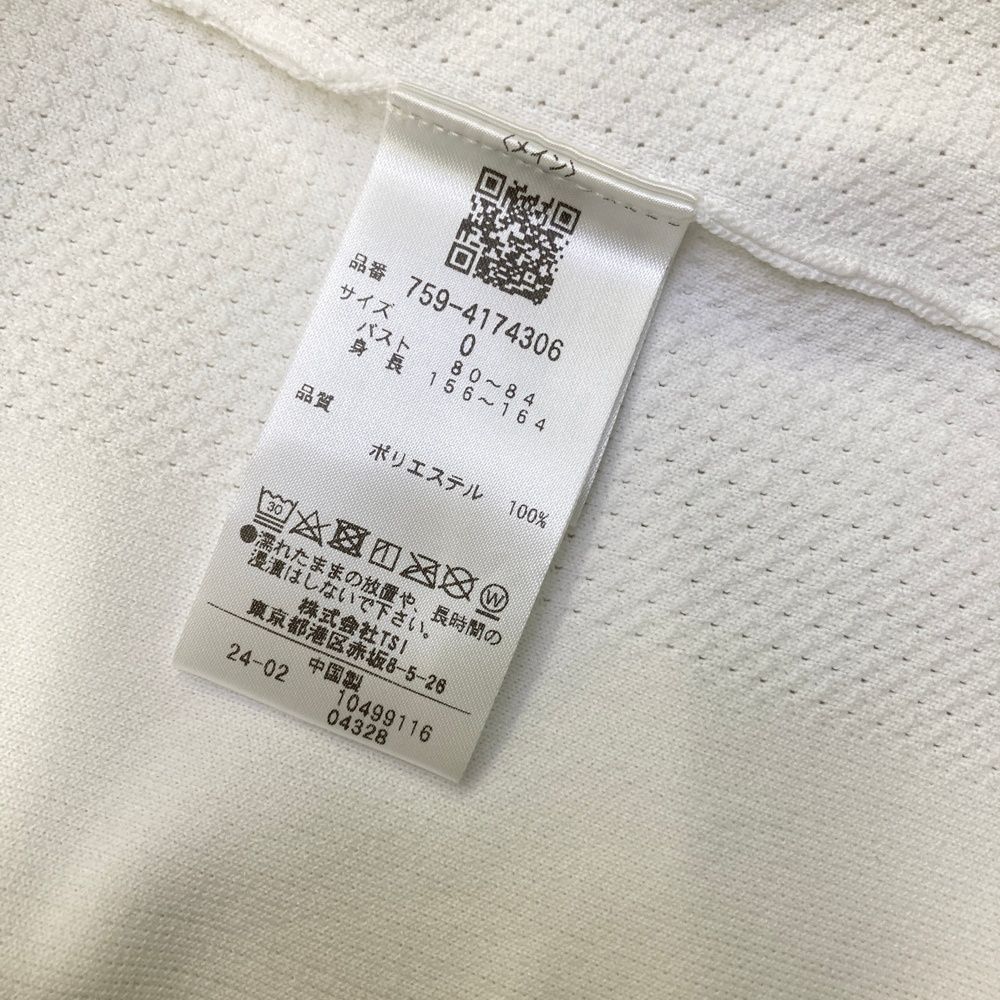 〈メイン〉
品番 759-4174306
サイズ 0
バスト 80～84
身長 156～164
品質
ポリエステル 100%
30 W
●濡れたままの放置や、長時間の
浸漬はしないで下さい。
株式会社TSI
東京都港区赤坂8-5-26
24-02 中国製
10499116
04328